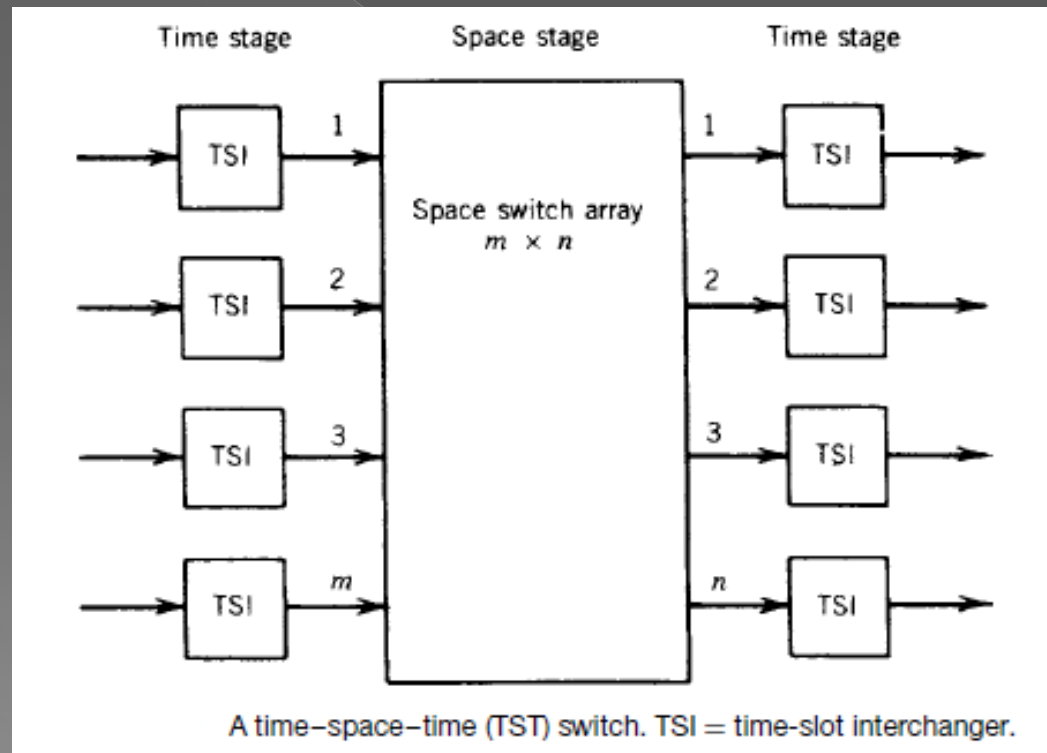 Time stage Space stage Time stage
TSI 1 1 TSI
Space switch array
m × n
TSI 2 2 TSI
TSI 3 3 TSI
TSI m n TSI
A time–space–time (TST) switch. TSI = time-slot interchanger.